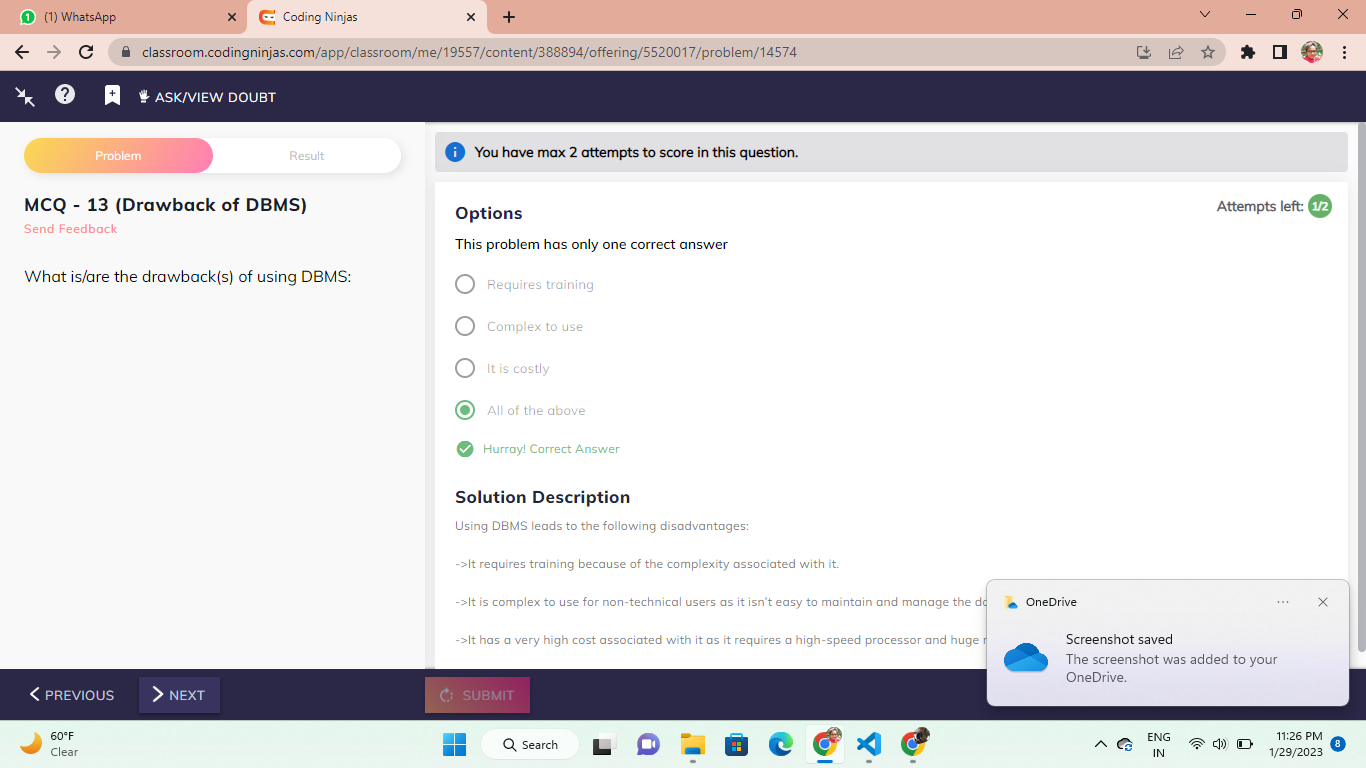 (1) WhatsApp
Coding Ninjas
classroom.codingninjas.com/app/classroom/me/19557/content/388894/offering/5520017/problem/14574
ASK/VIEW DOUBT
Problem
Result
MCQ - 13 (Drawback of DBMS)
Send Feedback
What is/are the drawback(s) of using DBMS:
You have max 2 attempts to score in this question.
Attempts left: 1/2
Options
This problem has only one correct answer
Requires training
Complex to use
It is costly
All of the above
Hurray! Correct Answer
Solution Description
Using DBMS leads to the following disadvantages:
->It requires training because of the complexity associated with it.
->It is complex to use for non-technical users as it isn't easy to maintain and manage the
->It has a very high cost associated with it as it requires a high-speed processor and huge
OneDrive
Screenshot saved
The screenshot was added to your
OneDrive.
PREVIOUS
NEXT
SUBMIT
60°F
Clear
Search
ENG
IN
11:26 PM
1/29/2023
8